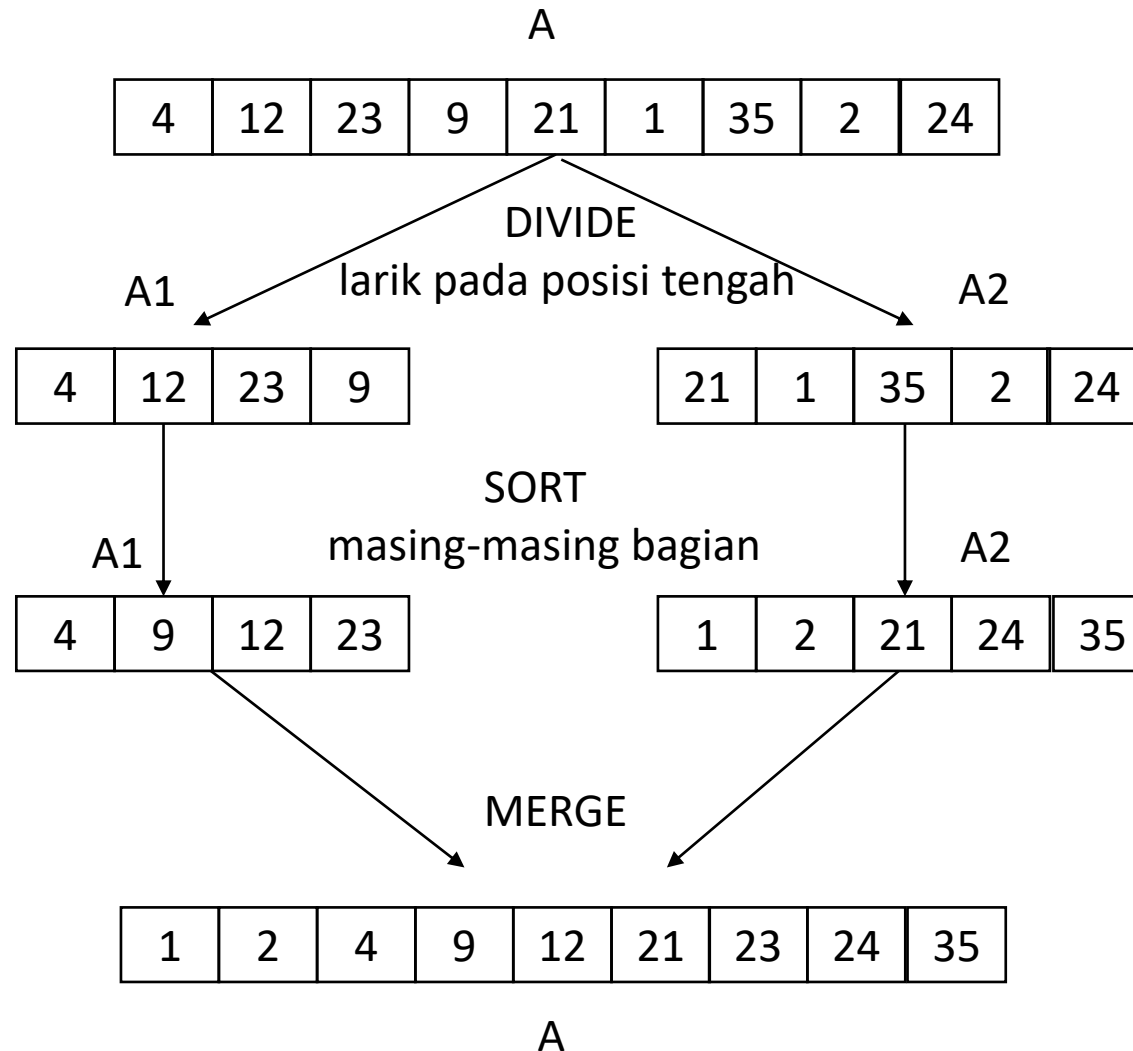 A
4 12 23 9 21 1 35 2 24
DIVIDE
larik pada posisi tengah
A1
A2
4 12 23 9
21 1 35 2 24
SORT
masing-masing bagian
A1
A2
4 9 12 23
1 2 21 24 35
MERGE
1 2 4 9 12 21 23 24 35
A